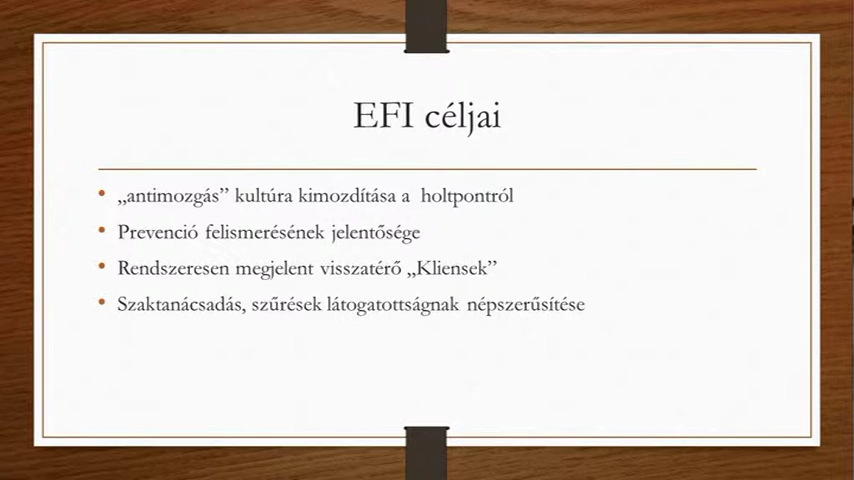 EFI céljai
„antimozgás” kultúra kimozdítása a holtpontról
Prevenció felismerésének jelentősége
Rendszeresen megjelent visszatérő „Kliensek”
Szaktanácsadás, szűrések látogatottságnak népszerűsítése